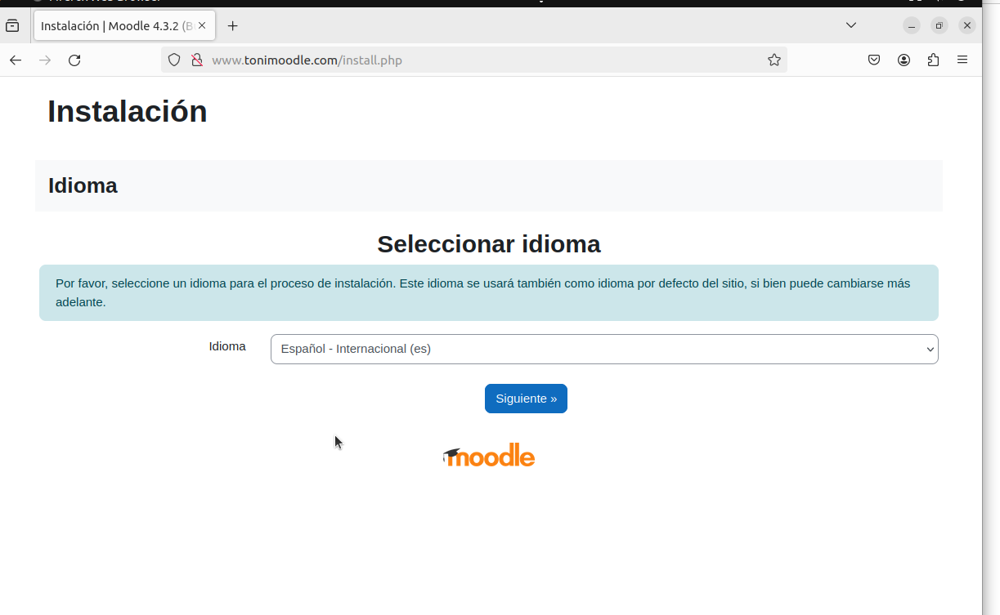 Instalación | Moodle 4.3.2 (B
www.tonimoodle.com/install.php
Instalación
Idioma
Seleccionar idioma
Por favor, seleccione un idioma para el proceso de instalación. Este idioma se usará también como idioma por defecto del sitio, si bien puede cambiarse más
adelante.
Idioma
Español - Internacional (es)
Siguiente »
moodle